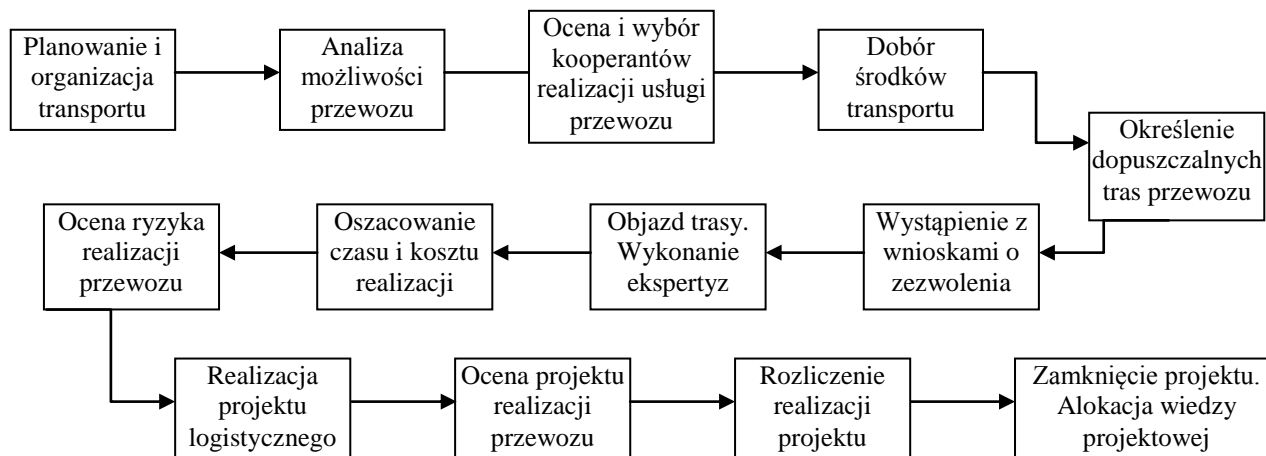 Planowanie i
organizacja
transportu
Analiza
możliwości
przewozu
Ocena i wybór
kooperantów
realizacji usługi
przewozu
Dobór
środków
transportu
Określenie
dopuszczalnych
tras przewozu
Wystąpienie z
wnioskami o
zezwolenia
Objazd trasy.
Wykonanie
ekspertyz
Oszacowanie
czasu i kosztu
realizacji
Ocena ryzyka
realizacji
przewozu
Realizacja
projektu
logistycznego
Ocena projektu
realizacji
przewozu
Rozliczenie
realizacji
projektu
Zamknięcie projektu.
Alokacja wiedzy
projektowej